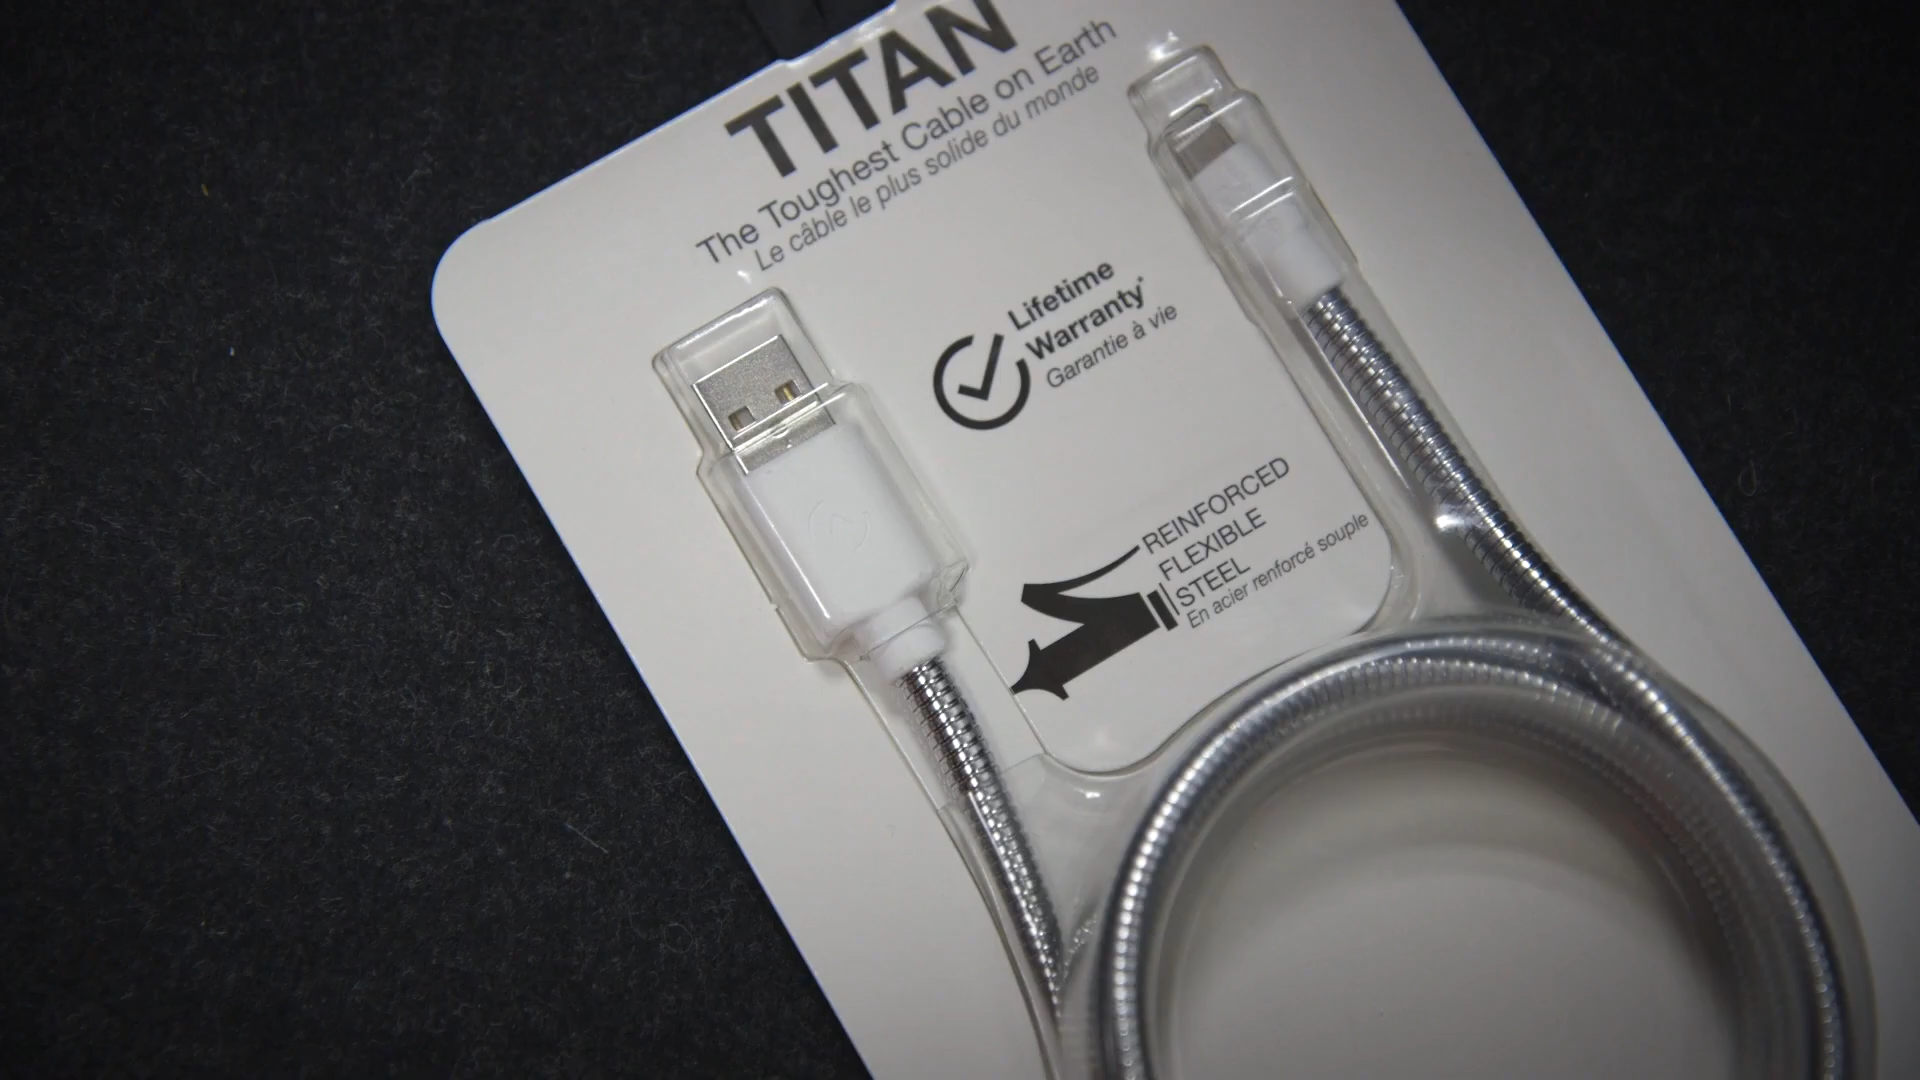 TITAN
The Toughest Cable on Earth
Le câble le plus solide du monde
Lifetime
Warranty*
Garantie à vie
REINFORCED
FLEXIBLE
STEEL
En acier renforcé souple